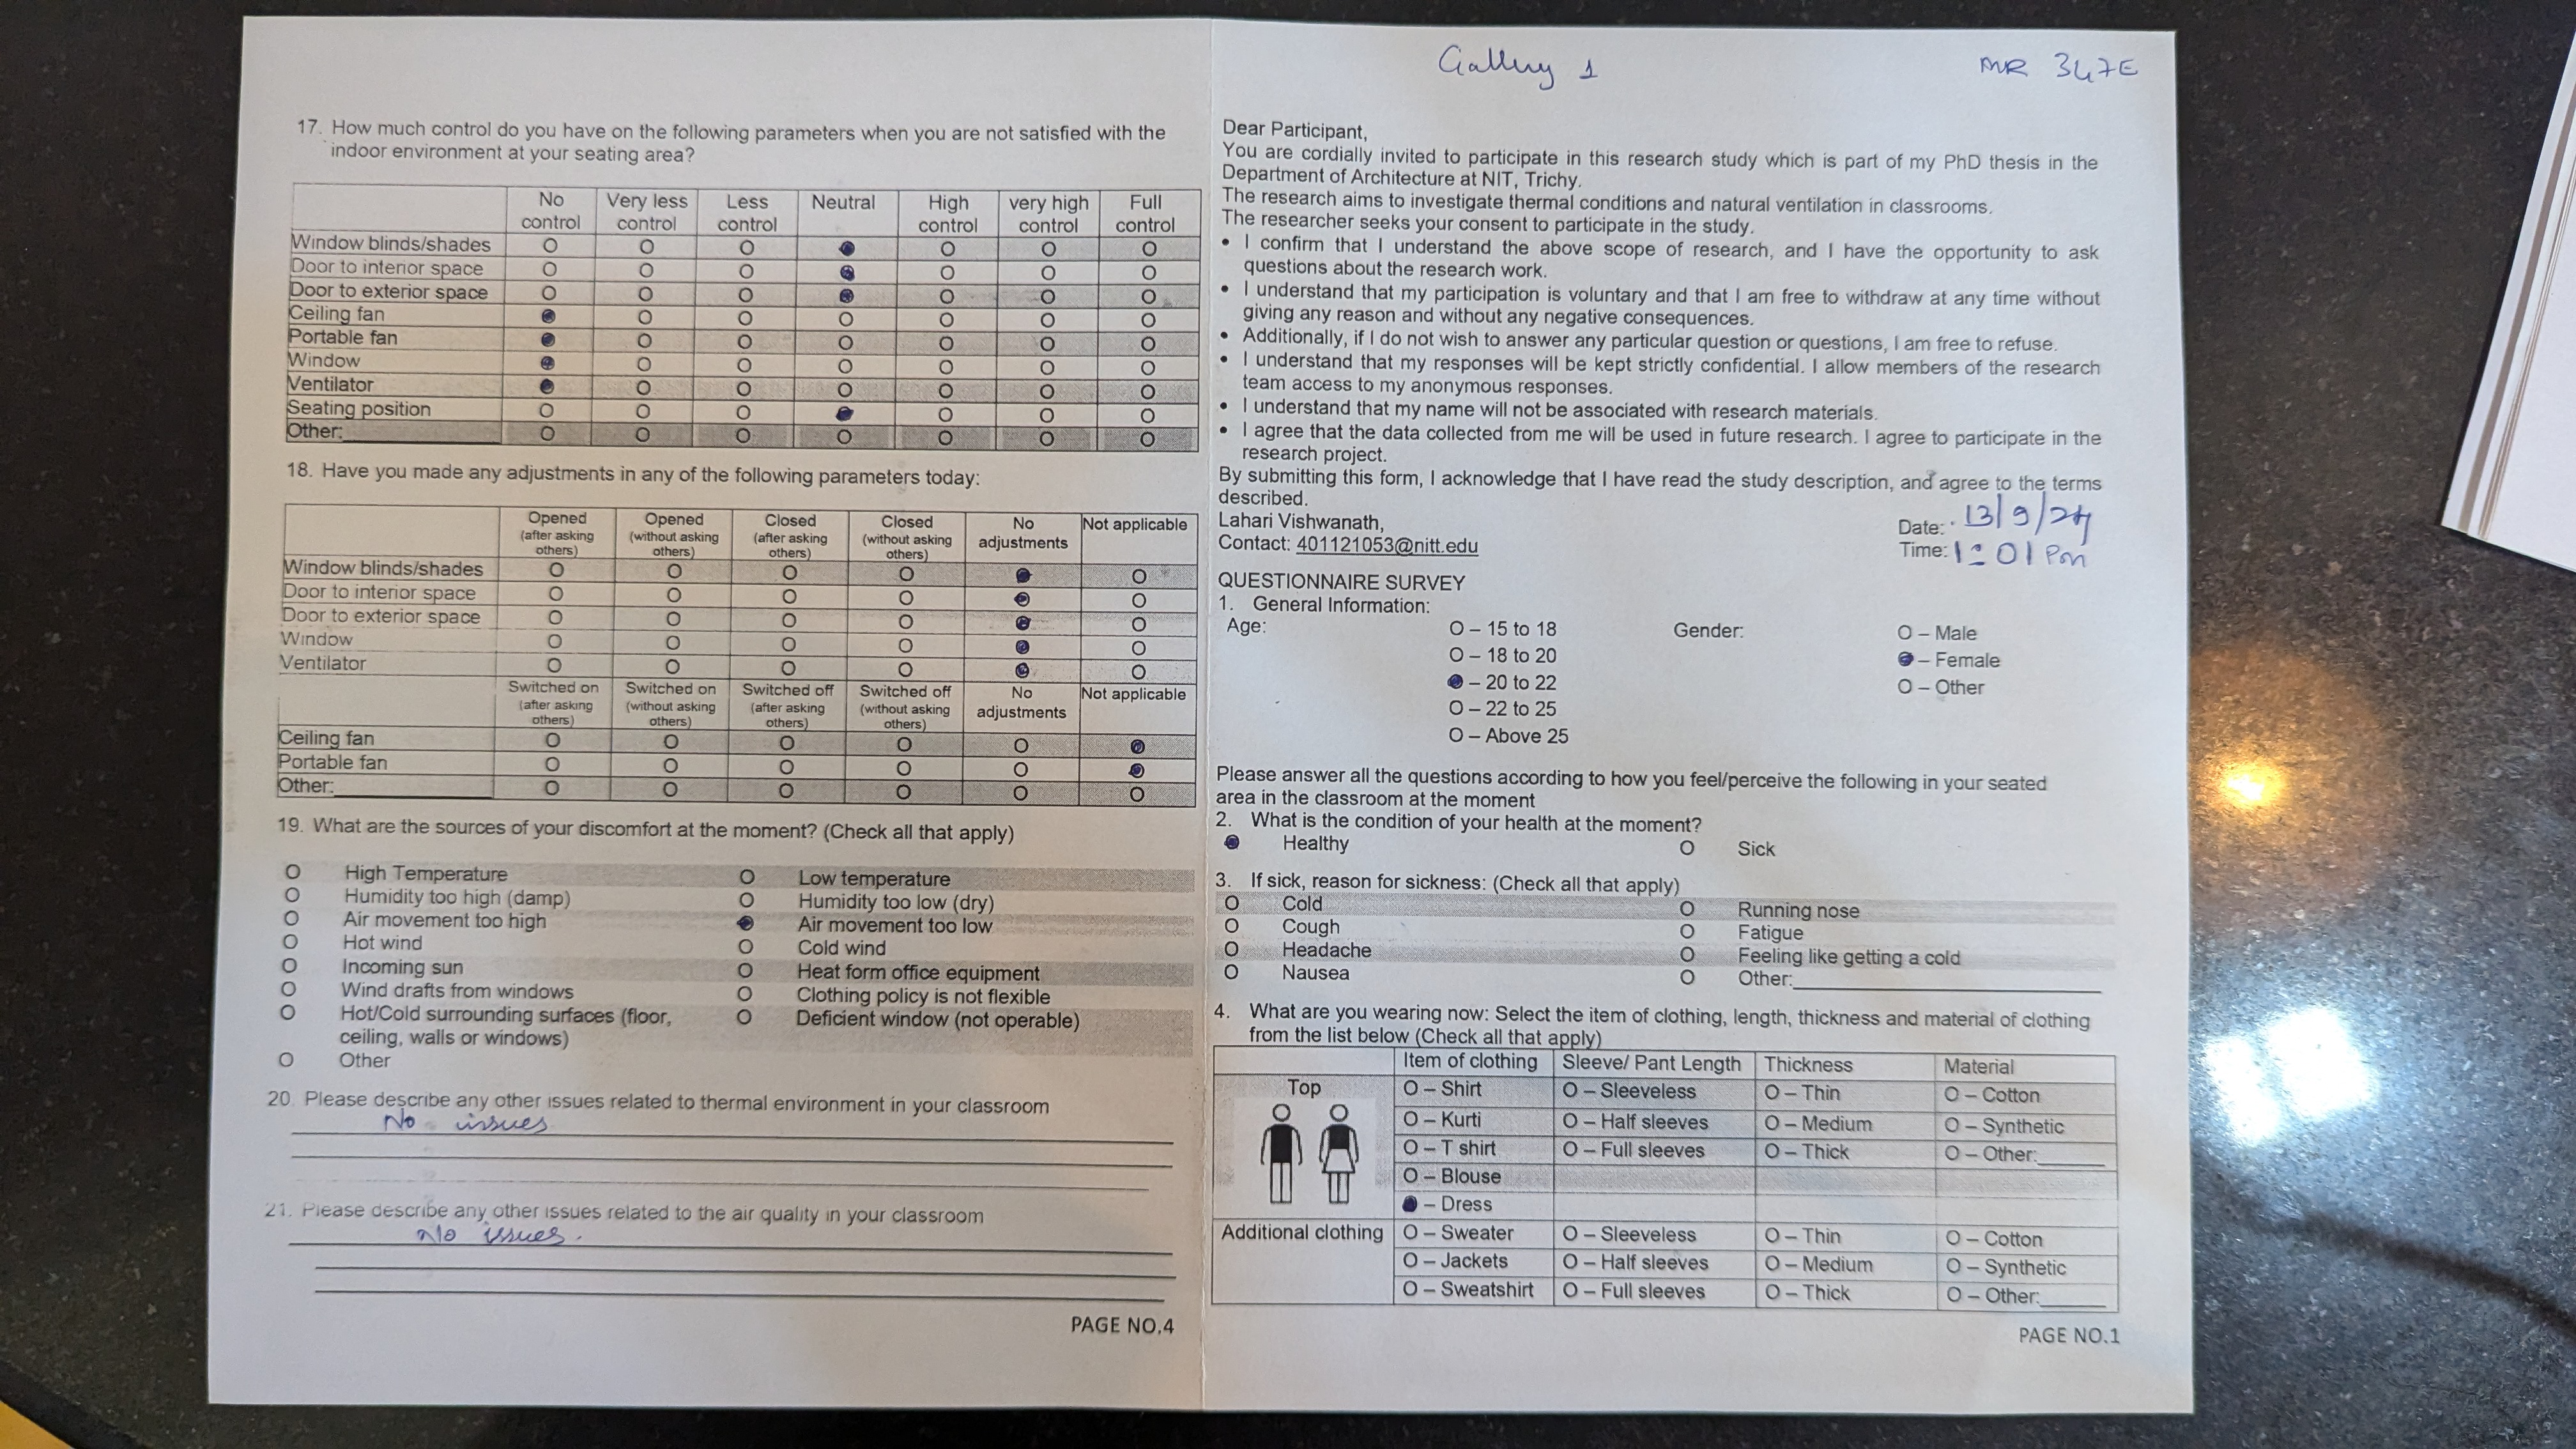 17. How much control do you have on the following parameters when you are not satisfied with the
indoor environment at your seating area?
No control Very less control Less control Neutral High control very high control Full control
Window blinds/shades O O O ● O O O
Door to interior space O O O ● O O O
Door to exterior space O O O ● O O O
Ceiling fan ● O O O O O O
Portable fan ● O O O O O O
Window ● O O O O O O
Ventilator ● O O O O O O
Seating position O O O ● O O O
Other:__________ O O O O O O O
18. Have you made any adjustments in any of the following parameters today:
Opened (after asking others) Opened (without asking others) Closed (after asking others) Closed (without asking others) No adjustments Not applicable
Window blinds/shades O O O O ● O
Door to interior space O O O O ● O
Door to exterior space O O O O ● O
Window O O O O ● O
Ventilator O O O O ● O
Switched on (after asking others) Switched on (without asking others) Switched off (after asking others) Switched off (without asking others) No adjustments Not applicable
Ceiling fan O O O O O ●
Portable fan O O O O O ●
Other:__________ O O O O O O
19. What are the sources of your discomfort at the moment? (Check all that apply)
O High Temperature O Low temperature
O Humidity too high (damp) O Humidity too low (dry)
O Air movement too high ● Air movement too low
O Hot wind O Cold wind
O Incoming sun O Heat form office equipment
O Wind drafts from windows O Clothing policy is not flexible
O Hot/Cold surrounding surfaces (floor, O Deficient window (not operable)
ceiling, walls or windows)
O Other
20. Please describe any other issues related to thermal environment in your classroom
No issues
21. Please describe any other issues related to the air quality in your classroom
No issues.
PAGE NO.4
Gallery 1 MR 347E
Dear Participant,
You are cordially invited to participate in this research study which is part of my PhD thesis in the
Department of Architecture at NIT, Trichy.
The research aims to investigate thermal conditions and natural ventilation in classrooms.
The researcher seeks your consent to participate in the study.
• I confirm that I understand the above scope of research, and I have the opportunity to ask
questions about the research work.
• I understand that my participation is voluntary and that I am free to withdraw at any time without
giving any reason and without any negative consequences.
• Additionally, if I do not wish to answer any particular question or questions, I am free to refuse.
• I understand that my responses will be kept strictly confidential. I allow members of the research
team access to my anonymous responses.
• I understand that my name will not be associated with research materials.
• I agree that the data collected from me will be used in future research. I agree to participate in the
research project.
By submitting this form, I acknowledge that I have read the study description, and agree to the terms
described.
Lahari Vishwanath, Date: 13/9/24
Contact: 401121053@nitt.edu Time: 1:01 Pm
QUESTIONNAIRE SURVEY
1. General Information:
Age: O – 15 to 18 Gender: O – Male
O – 18 to 20 ● – Female
● – 20 to 22 O – Other
O – 22 to 25
O – Above 25
Please answer all the questions according to how you feel/perceive the following in your seated
area in the classroom at the moment
2. What is the condition of your health at the moment?
● Healthy O Sick
3. If sick, reason for sickness: (Check all that apply)
O Cold O Running nose
O Cough O Fatigue
O Headache O Feeling like getting a cold
O Nausea O Other:__________
4. What are you wearing now: Select the item of clothing, length, thickness and material of clothing
from the list below (Check all that apply)
Item of clothing Sleeve/ Pant Length Thickness Material
Top O – Shirt O – Sleeveless O – Thin O – Cotton
O – Kurti O – Half sleeves O – Medium O – Synthetic
O – T shirt O – Full sleeves O – Thick O – Other:______
O – Blouse
● – Dress
Additional clothing O – Sweater O – Sleeveless O – Thin O – Cotton
O – Jackets O – Half sleeves O – Medium O – Synthetic
O – Sweatshirt O – Full sleeves O – Thick O – Other:______
PAGE NO.1